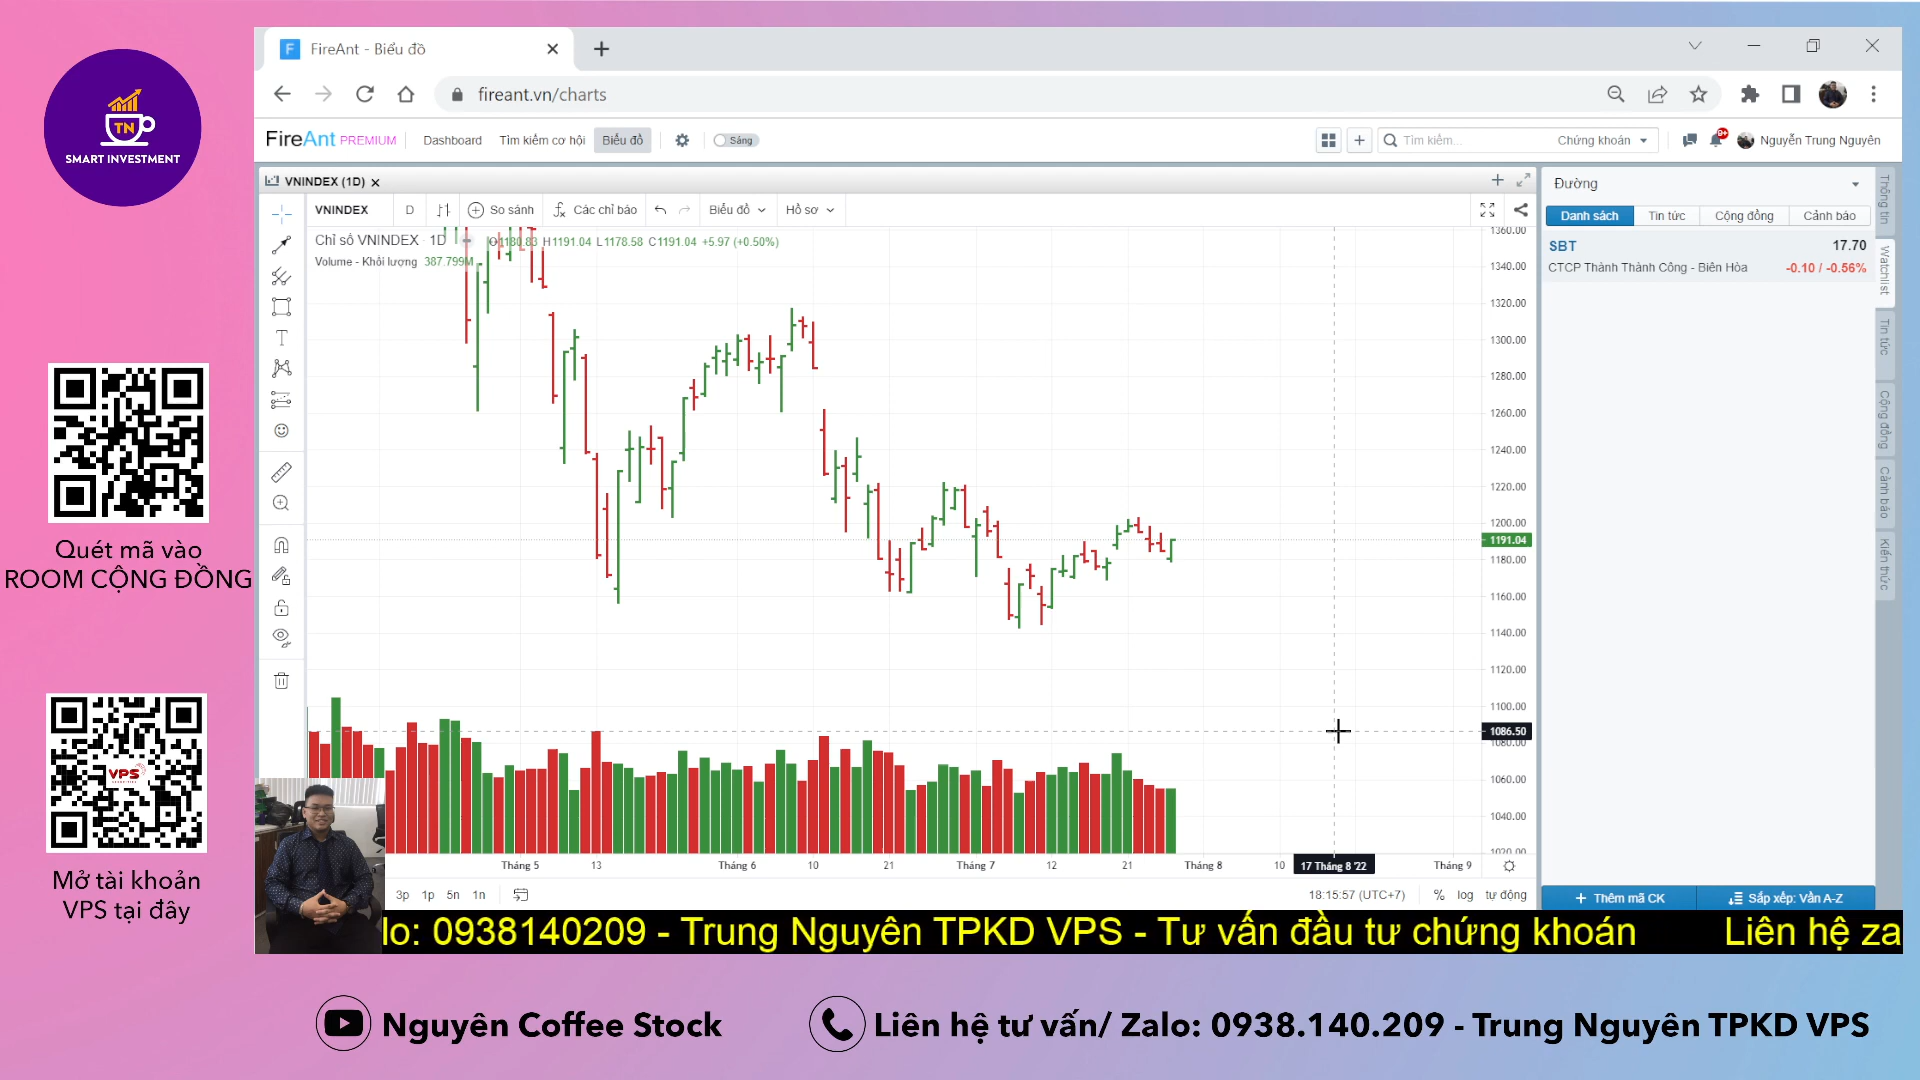 FireAnt - Biểu đồ
fireant.vn/charts
TN
SMART INVESTMENT
FireAnt PREMIUM
Dashboard
Tìm kiếm cơ hội
Biểu đồ
Sáng
Tìm kiếm...
Chứng khoán
9+
Nguyễn Trung Nguyên
VNINDEX (1D)
VNINDEX
D
So sánh
Các chỉ báo
Biểu đồ
Hồ sơ
Chỉ số VNINDEX 1D
O1180.83 H1191.04 L1178.58 C1191.04 +5.97 (+0.50%)
Volume - Khối lượng 387.799M
1360.00
1340.00
1320.00
1300.00
1280.00
1260.00
1240.00
1220.00
1200.00
1191.04
1180.00
1160.00
1140.00
1120.00
1100.00
1086.50
1080.00
1060.00
1040.00
1020.00
Tháng 5
13
Tháng 6
10
21
Tháng 7
12
21
Tháng 8
10
17 Tháng 8 '22
Tháng 9
3p
1p
5n
1n
18:15:57 (UTC+7)
%
log
tự động
Đường
Danh sách
Tin tức
Cộng đồng
Cảnh báo
SBT
17.70
CTCP Thành Thành Công - Biên Hòa
-0.10 / -0.56%
Thêm mã CK
Sắp xếp: Vần A-Z
Thông tin
Watchlist
Tin tức
Cộng đồng
Cảnh báo
Kiến thức
Quét mã vào
ROOM CỘNG ĐỒNG
VPS
Mở tài khoản
VPS tại đây
lo: 0938140209 - Trung Nguyên TPKD VPS - Tư vấn đầu tư chứng khoán
Liên hệ za
Nguyên Coffee Stock
Liên hệ tư vấn/ Zalo: 0938.140.209 - Trung Nguyên TPKD VPS